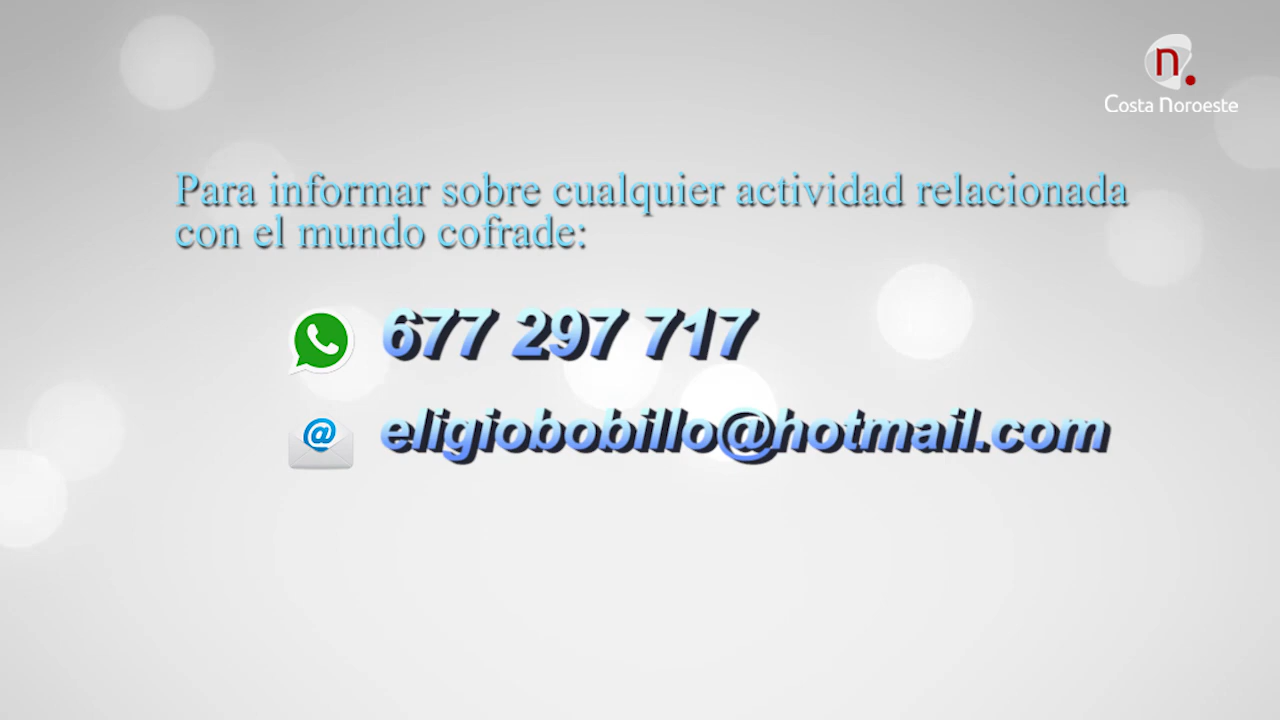 n.
Costa Noroeste
Para informar sobre cualquier actividad relacionada
con el mundo cofrade:
677 297 717
@
eligiobobillo@hotmail.com